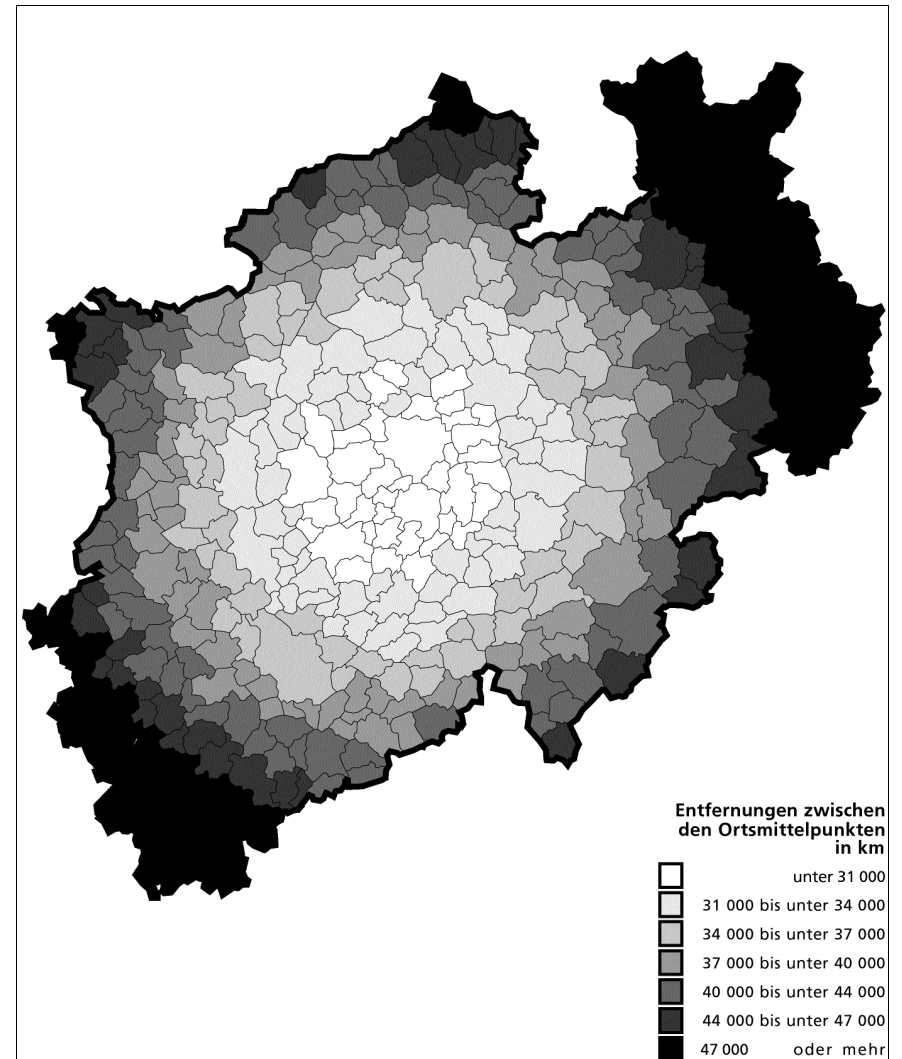 Entfernungen zwischen
den Ortsmittelpunkten
in km
unter 31 000
31 000 bis unter 34 000
34 000 bis unter 37 000
37 000 bis unter 40 000
40 000 bis unter 44 000
44 000 bis unter 47 000
47 000 oder mehr